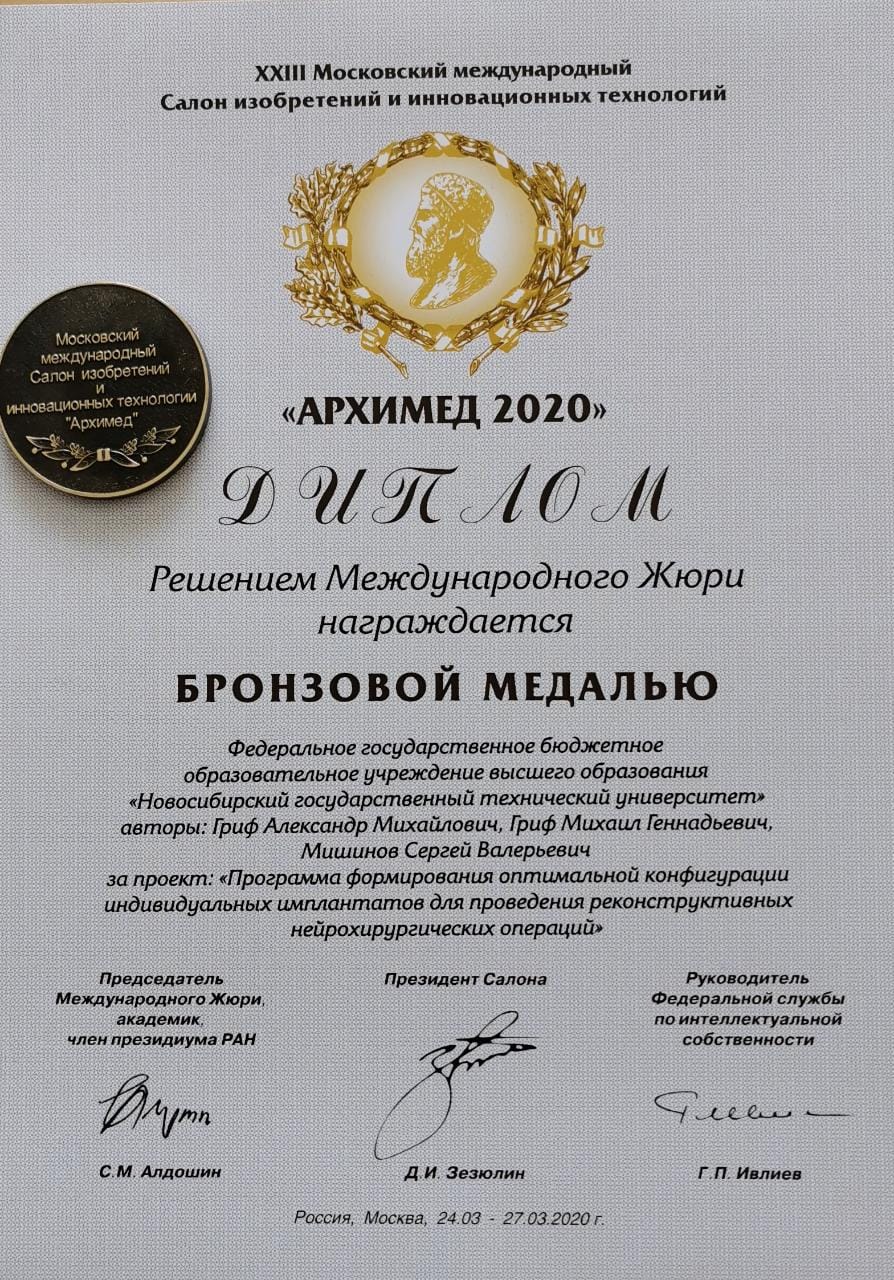 XXIII Московский международный
Салон изобретений и инновационных технологий
Московский
международный
Салон изобретений
и
инновационных технологии
"Архимед"
«АРХИМЕД 2020»
ДИПЛОМ
Решением Международного Жюри
награждается
БРОНЗОВОЙ МЕДАЛЬЮ
Федеральное государственное бюджетное
образовательное учреждение высшего образования
«Новосибирский государственный технический университет»
авторы: Гриф Александр Михайлович, Гриф Михаил Геннадьевич,
Мишинов Сергей Валерьевич
за проект: «Программа формирования оптимальной конфигурации
индивидуальных имплантатов для проведения реконструктивных
нейрохирургических операций»
Председатель
Международного Жюри,
академик,
член президиума РАН
С.М. Алдошин
Президент Салона
Д.И. Зезюлин
Руководитель
Федеральной службы
по интеллектуальной
собственности
Г.П. Ивлиев
Россия, Москва, 24.03 - 27.03.2020 г.